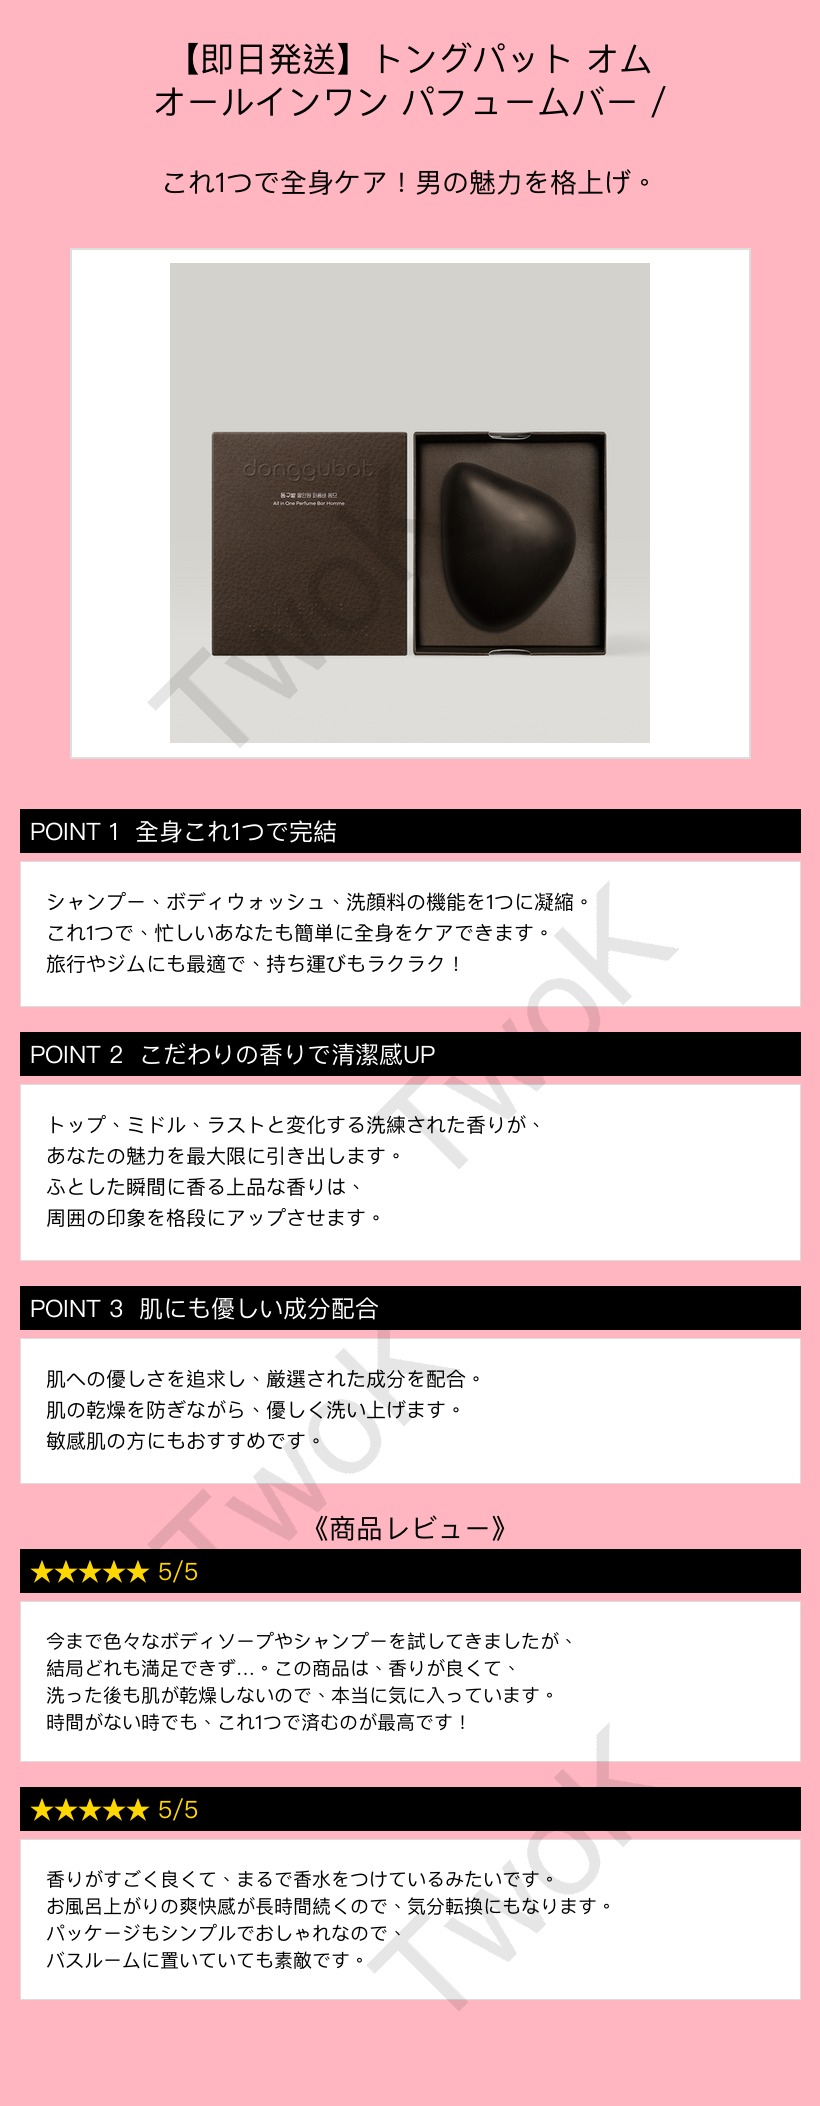 【即日発送】トングパット オム
オールインワン パフュームバー /
これ1つで全身ケア！男の魅力を格上げ。
donggubat
동구밭 올인원 퍼퓸바 옴므
All in One Perfume Bar Homme
TwoK
POINT 1 全身これ1つで完結
シャンプー、ボディウォッシュ、洗顔料の機能を1つに凝縮。
これ1つで、忙しいあなたも簡単に全身をケアできます。
旅行やジムにも最適で、持ち運びもラクラク！
TwoK
POINT 2 こだわりの香りで清潔感UP
トップ、ミドル、ラストと変化する洗練された香りが、
あなたの魅力を最大限に引き出します。
ふとした瞬間に香る上品な香りは、
周囲の印象を格段にアップさせます。
POINT 3 肌にも優しい成分配合
肌への優しさを追求し、厳選された成分を配合。
肌の乾燥を防ぎながら、優しく洗い上げます。
敏感肌の方にもおすすめです。
TwoK
《商品レビュー》
★★★★★ 5/5
今まで色々なボディソープやシャンプーを試してきましたが、
結局どれも満足できず…。この商品は、香りが良くて、
洗った後も肌が乾燥しないので、本当に気に入っています。
時間がない時でも、これ1つで済むのが最高です！
★★★★★ 5/5
香りがすごく良くて、まるで香水をつけているみたいです。
お風呂上がりの爽快感が長時間続くので、気分転換にもなります。
パッケージもシンプルでおしゃれなので、
バスルームに置いていても素敵です。
TwoK